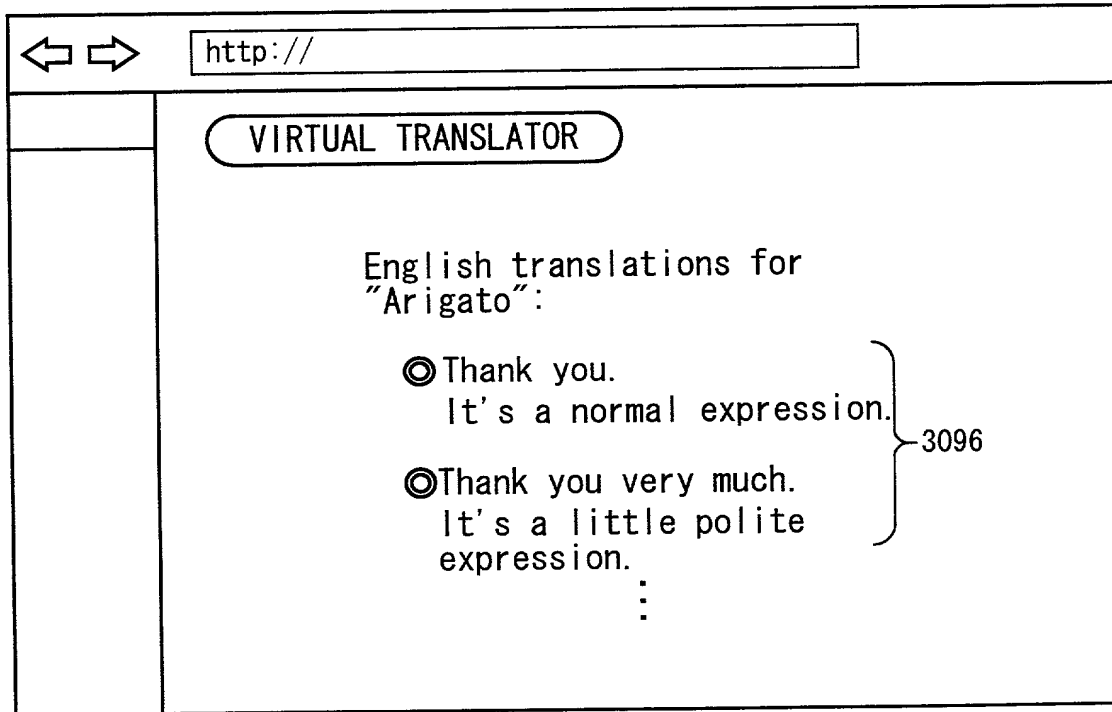 http://
VIRTUAL TRANSLATOR
English translations for
"Arigato":
◎Thank you.
It's a normal expression.
3096
◎Thank you very much.
It's a little polite
expression.
⋮